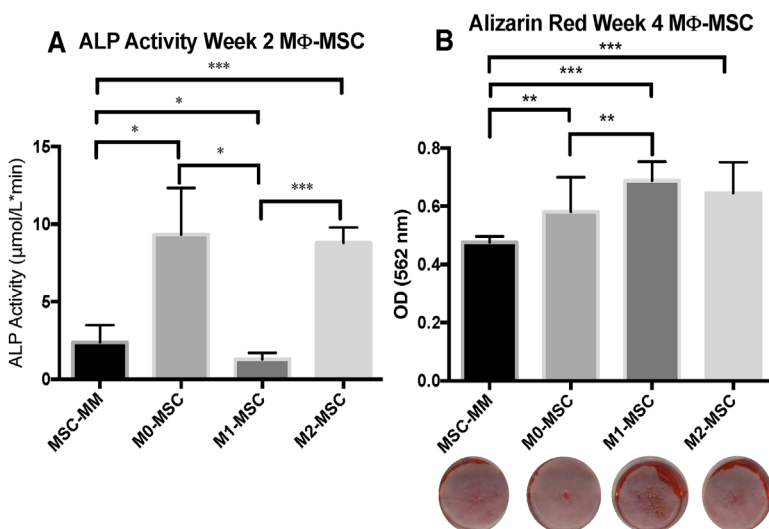 A ALP Activity Week 2 MΦ-MSC
***
*
*
*
***
ALP Activity (µmol/L*min)
15
10
5
0
MSC-MM
M0-MSC
M1-MSC
M2-MSC
B Alizarin Red Week 4 MΦ-MSC
***
***
**
**
OD (562 nm)
0.8
0.6
0.4
0.2
0.0
MSC-MM
M0-MSC
M1-MSC
M2-MSC